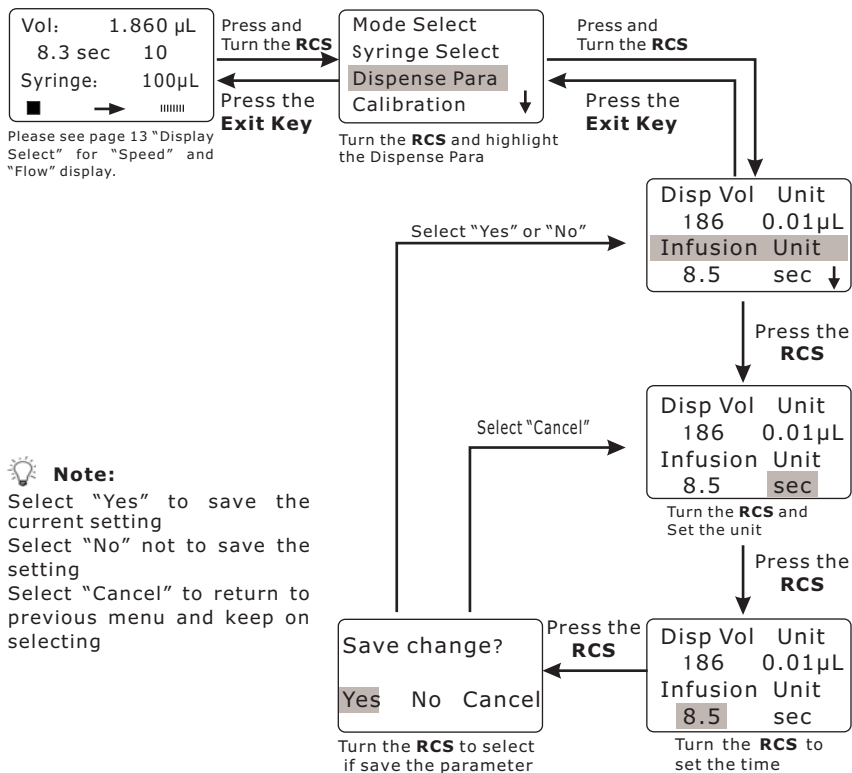 Vol: 1.860 µL
8.3 sec 10
Syringe: 100µL
Please see page 13 “Display
Select” for “Speed” and
“Flow” display.
Press and
Turn the RCS
Press the
Exit Key
Mode Select
Syringe Select
Dispense Para
Calibration
Turn the RCS and highlight
the Dispense Para
Press and
Turn the RCS
Press the
Exit Key
Disp Vol Unit
186 0.01µL
Infusion Unit
8.5 sec
Select “Yes” or “No”
Press the
RCS
Disp Vol Unit
186 0.01µL
Infusion Unit
8.5 sec
Turn the RCS and
Set the unit
Select “Cancel”
Press the
RCS
Disp Vol Unit
186 0.01µL
Infusion Unit
8.5 sec
Turn the RCS to
set the time
Press the
RCS
Save change?
Yes No Cancel
Turn the RCS to select
if save the parameter
Note:
Select “Yes” to save the
current setting
Select “No” not to save the
setting
Select “Cancel” to return to
previous menu and keep on
selecting